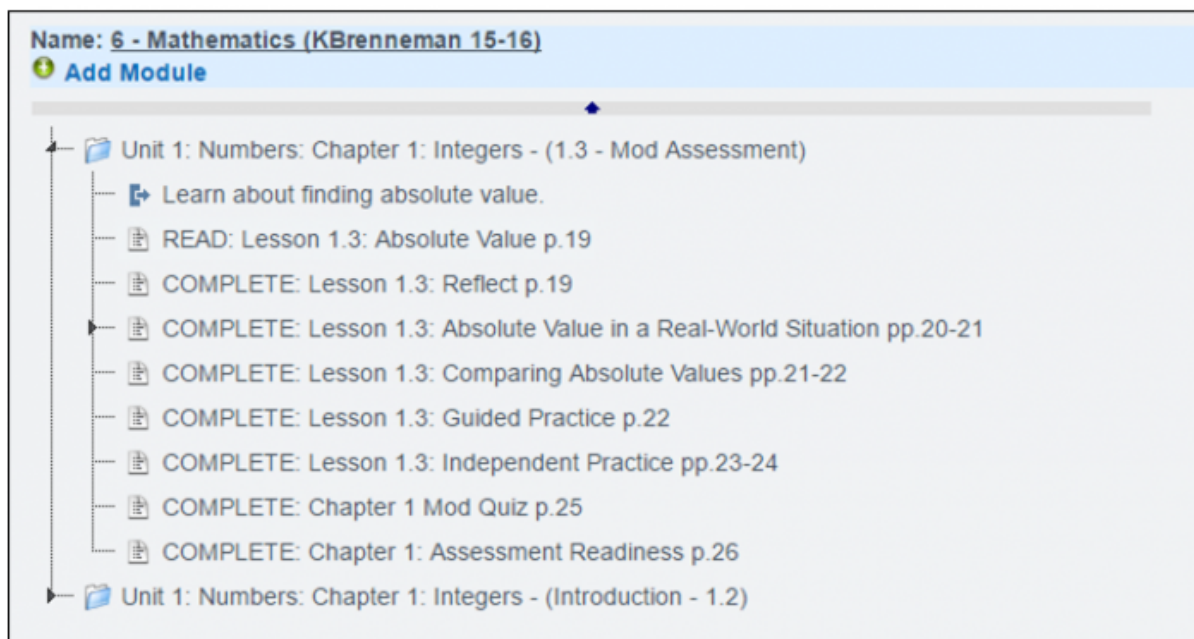 Name: 6 - Mathematics (KBrenneman 15-16)
Add Module
Unit 1: Numbers: Chapter 1: Integers - (1.3 - Mod Assessment)
Learn about finding absolute value.
READ: Lesson 1.3: Absolute Value p.19
COMPLETE: Lesson 1.3: Reflect p.19
COMPLETE: Lesson 1.3: Absolute Value in a Real-World Situation pp.20-21
COMPLETE: Lesson 1.3: Comparing Absolute Values pp.21-22
COMPLETE: Lesson 1.3: Guided Practice p.22
COMPLETE: Lesson 1.3: Independent Practice pp.23-24
COMPLETE: Chapter 1 Mod Quiz p.25
COMPLETE: Chapter 1: Assessment Readiness p.26
Unit 1: Numbers: Chapter 1: Integers - (Introduction - 1.2)